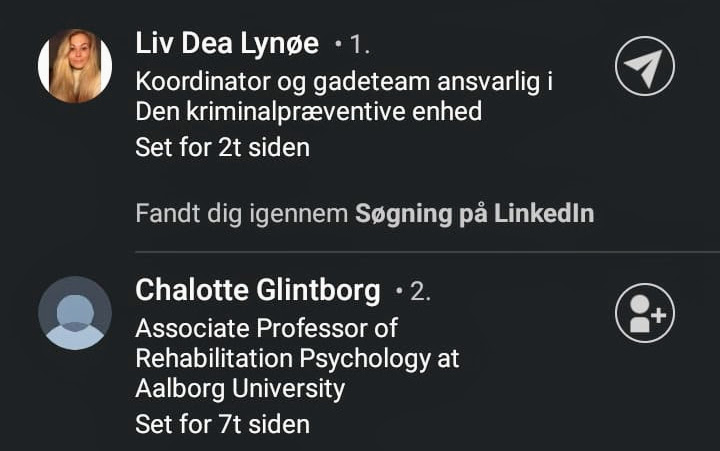 Liv Dea Lynøe • 1.
Koordinator og gadeteam ansvarlig i
Den kriminalpræventive enhed
Set for 2t siden
Fandt dig igennem Søgning på LinkedIn
Chalotte Glintborg • 2.
Associate Professor of
Rehabilitation Psychology at
Aalborg University
Set for 7t siden